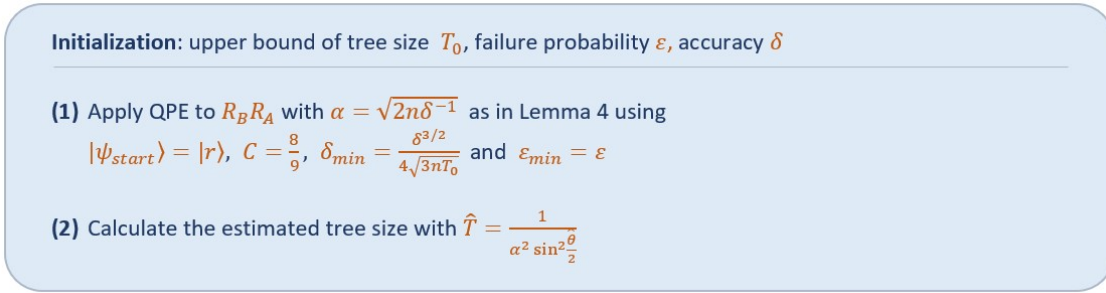 Initialization: upper bound of tree size T₀, failure probability ε, accuracy δ
(1) Apply QPE to R_B R_A with α = √(2nδ⁻¹) as in Lemma 4 using
|ψ_start⟩ = |r⟩, C = 8/9, δ_min = δ^{3/2}/(4√(3nT₀)) and ε_min = ε
(2) Calculate the estimated tree size with T̂ = 1/(α² sin² θ̂/2)